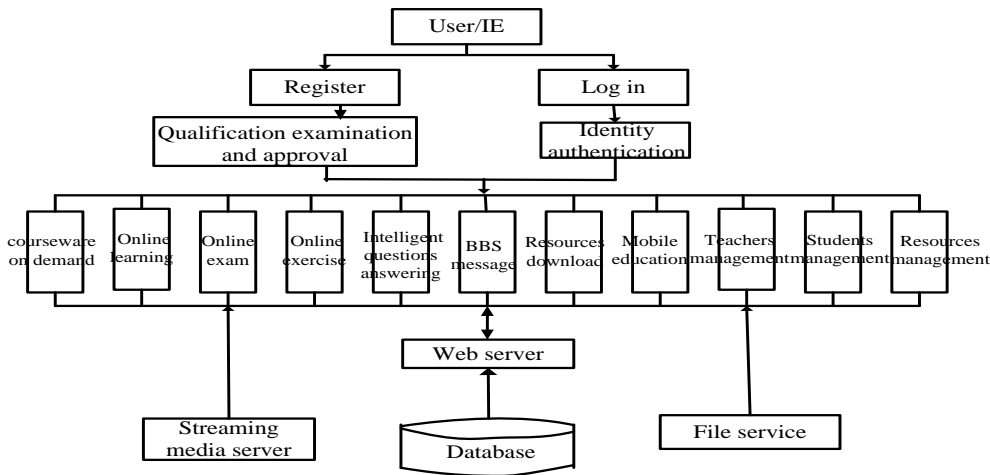 User/IE
Register
Log in
Qualification examination
and approval
Identity
authentication
courseware
on demand
Online
learning
Online
exam
Online
exercise
Intelligent
questions
answering
BBS
message
Resources
download
Mobile
education
Teachers
management
Students
management
Resources
management
Web server
Streaming
media server
Database
File service